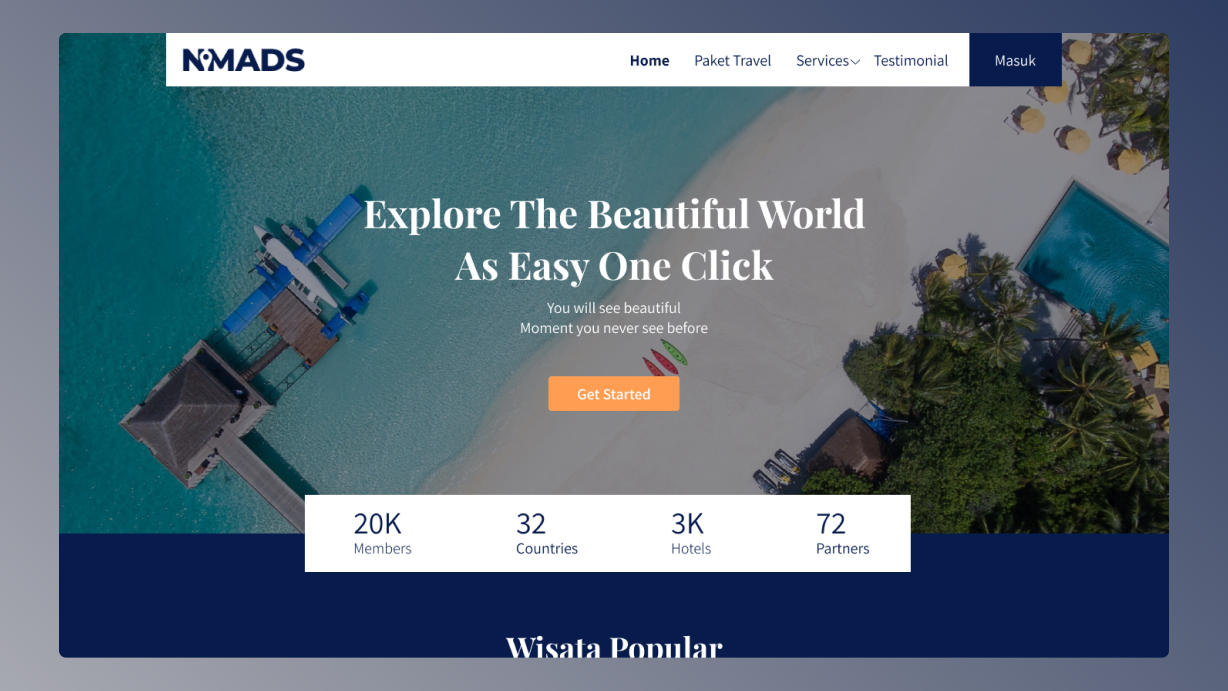 NOMADS
Home Paket Travel Services Testimonial Masuk
Explore The Beautiful World
As Easy One Click
You will see beautiful
Moment you never see before
Get Started
20K 32 3K 72
Members Countries Hotels Partners
Wisata Popular